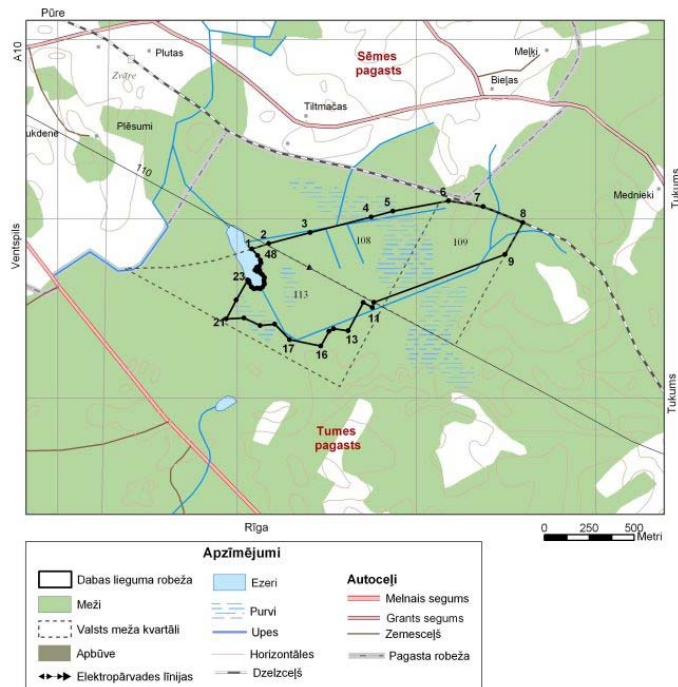 Pūre
A10
Plutas
Zvāre
Sēmes
pagasts
Meļķi
Bieļas
Tiltmačas
ukdene
Plēsumi
110
Mednieki
Tukums
Ventspils
1
2
3
4
5
6
7
8
48
108
109
9
23
113
11
21
17
16
13
Tumes
pagasts
Tukums
Rīga
0 250 500
Metri
Apzīmējumi
Dabas lieguma robeža
Meži
Valsts meža kvartāli
Apbūve
Elektropārvades līnijas
Ezeri
Purvi
Upes
Horizontāles
Dzelzceļš
Autoceļi
Melnais segums
Grants segums
Zemesceļš
Pagasta robeža